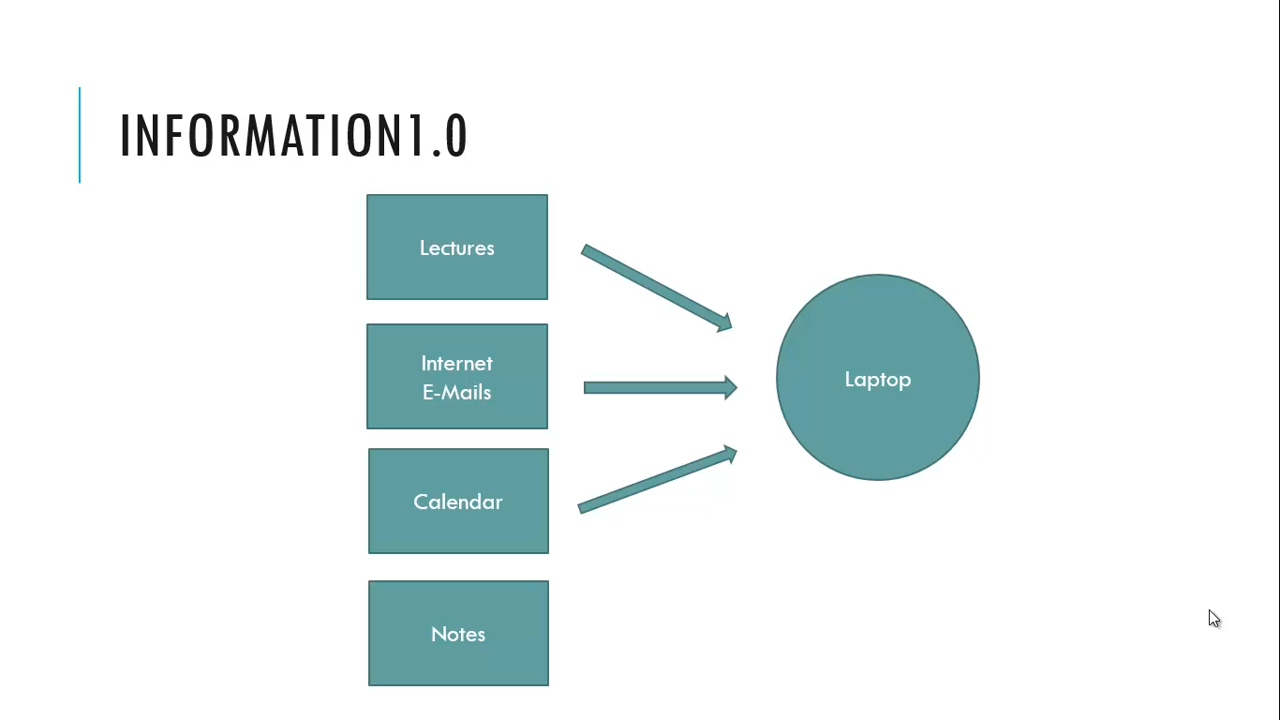 INFORMATION1.0
Lectures
Internet
E-Mails
Calendar
Notes
Laptop